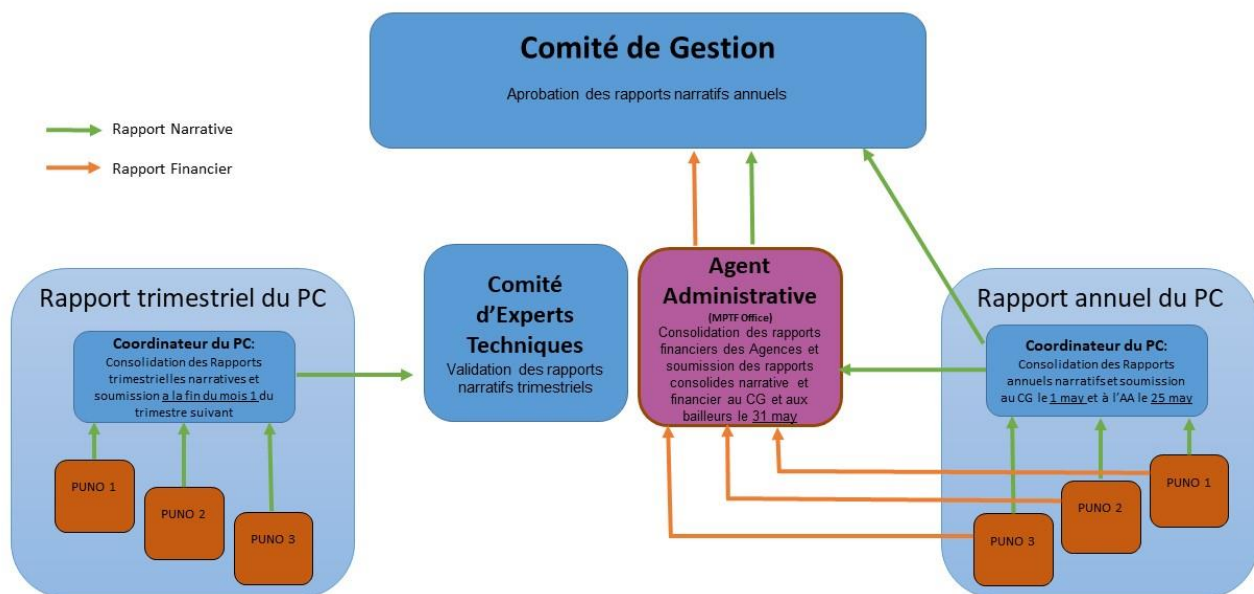 Comité de Gestion
Aprobation des rapports narratifs annuels
Rapport Narrative
Rapport Financier
Rapport trimestriel du PC
Coordinateur du PC:
Consolidation des Rapports
trimestrielles narratives et
soumission a la fin du mois 1 du
trimestre suivant
PUNO 1
PUNO 2
PUNO 3
Comité
d'Experts
Techniques
Validation des rapports
narratifs trimestriels
Agent
Administrative
(MPTF Office)
Consolidation des rapports
financiers des Agences et
soumission des rapports
consolides narrative et
financier au CG et aux
bailleurs le 31 may
Rapport annuel du PC
Coordinateur du PC:
Consolidation des Rapports
annuels narratifs et soumission
au CG le 1 may et à l'AA le 25 may
PUNO 1
PUNO 2
PUNO 3